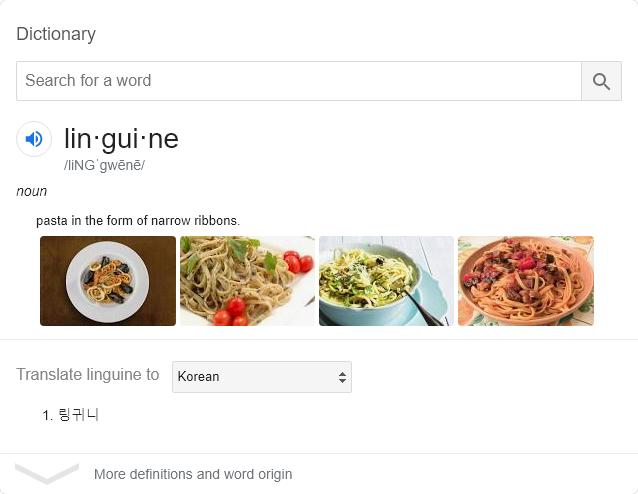 Dictionary
Search for a word
lin·gui·ne
/liNGˈɡwēnē/
noun
pasta in the form of narrow ribbons.
Translate linguine to Korean
1. 링귀니
More definitions and word origin